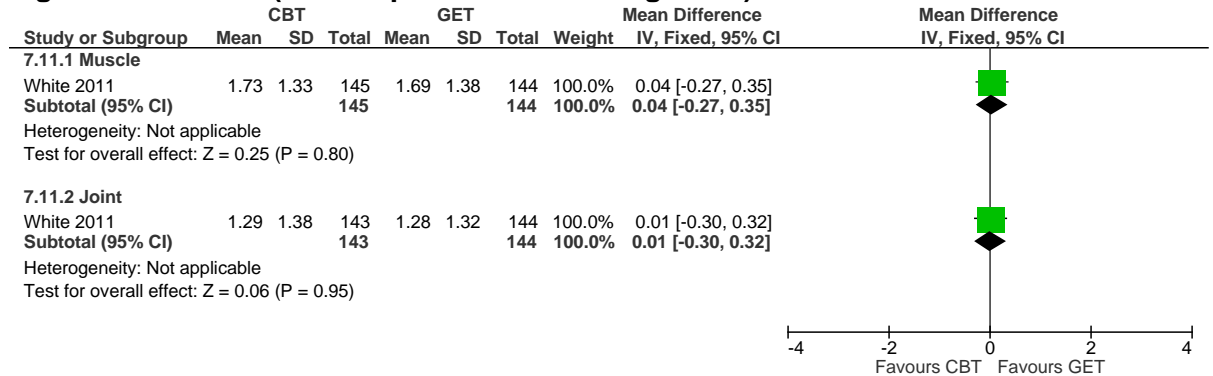 CBT GET Mean Difference Mean Difference
Study or Subgroup Mean SD Total Mean SD Total Weight IV, Fixed, 95% CI IV, Fixed, 95% CI
7.11.1 Muscle
White 2011 1.73 1.33 145 1.69 1.38 144 100.0% 0.04 [-0.27, 0.35]
Subtotal (95% CI) 145 144 100.0% 0.04 [-0.27, 0.35]
Heterogeneity: Not applicable
Test for overall effect: Z = 0.25 (P = 0.80)
7.11.2 Joint
White 2011 1.29 1.38 143 1.28 1.32 144 100.0% 0.01 [-0.30, 0.32]
Subtotal (95% CI) 143 144 100.0% 0.01 [-0.30, 0.32]
Heterogeneity: Not applicable
Test for overall effect: Z = 0.06 (P = 0.95)
-4 -2 0 2 4
Favours CBT Favours GET